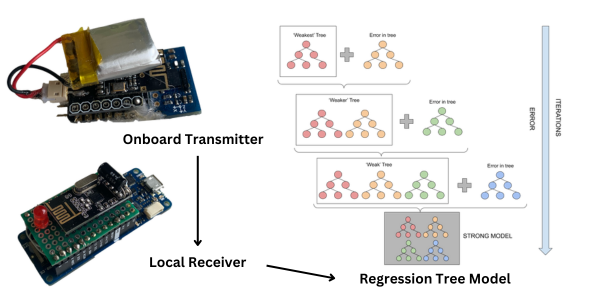 'Weakest' Tree
Error in tree
'Weaker' Tree
Error in tree
'Weak' Tree
Error in tree
STRONG MODEL
ERROR
ITERATIONS
Onboard Transmitter
Local Receiver
Regression Tree Model